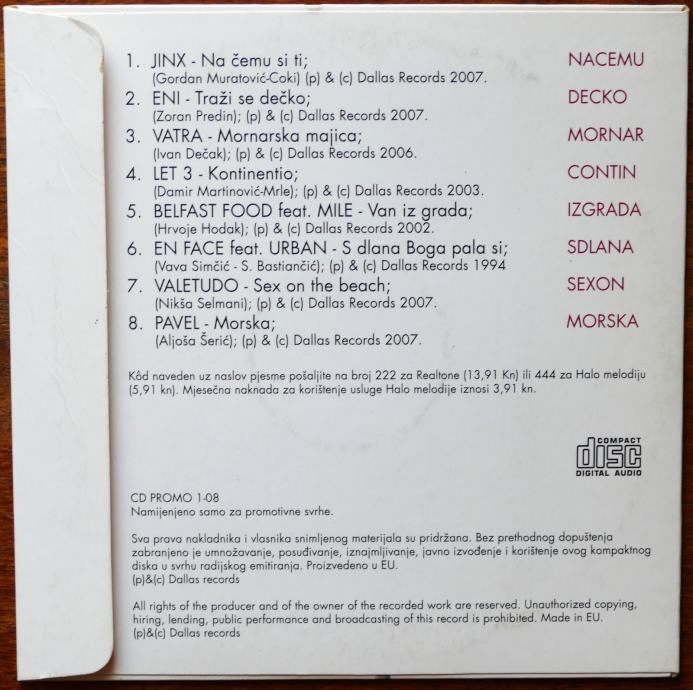 1. JINX - Na čemu si ti; NACEMU
(Gordan Muratović-Coki) (p) & (c) Dallas Records 2007.
2. ENI - Traži se dečko; DECKO
(Zoran Predin); (p) & (c) Dallas Records 2007.
3. VATRA - Mornarska majica; MORNAR
(Ivan Dečak); (p) & (c) Dallas Records 2006.
4. LET 3 - Kontinentio; CONTIN
(Damir Martinović-Mrle); (p) & (c) Dallas Records 2003.
5. BELFAST FOOD feat. MILE - Van iz grada; IZGRADA
(Hrvoje Hodak); (p) & (c) Dallas Records 2002.
6. EN FACE feat. URBAN - S dlana Boga pala si; SDLANA
(Vava Simčić - S. Bastiančić); (p) & (c) Dallas Records 1994
7. VALETUDO - Sex on the beach; SEXON
(Nikša Selmani); (p) & (c) Dallas Records 2007.
8. PAVEL - Morska; MORSKA
(Aljoša Šerić); (p) & (c) Dallas Records 2007.
Kôd naveden uz naslov pjesme pošaljite na broj 222 za Realtone (13,91 Kn) ili 444 za Halo melodiju
(5,91 kn). Mjesečna naknada za korištenje usluge Halo melodije iznosi 3,91 kn.
COMPACT
disc
DIGITAL AUDIO
CD PROMO 1-08
Namijenjeno samo za promotivne svrhe.
Sva prava nakladnika i vlasnika snimljenog materijala su pridržana. Bez prethodnog dopuštenja
zabranjeno je umnožavanje, posuđivanje, iznajmljivanje, javno izvođenje i korištenje ovog kompaktnog
diska u svrhu radijskog emitiranja. Proizvedeno u EU.
(p)&(c) Dallas records
All rights of the producer and of the owner of the recorded work are reserved. Unauthorized copying,
hiring, lending, public performance and broadcasting of this record is prohibited. Made in EU.
(p)&(c) Dallas records